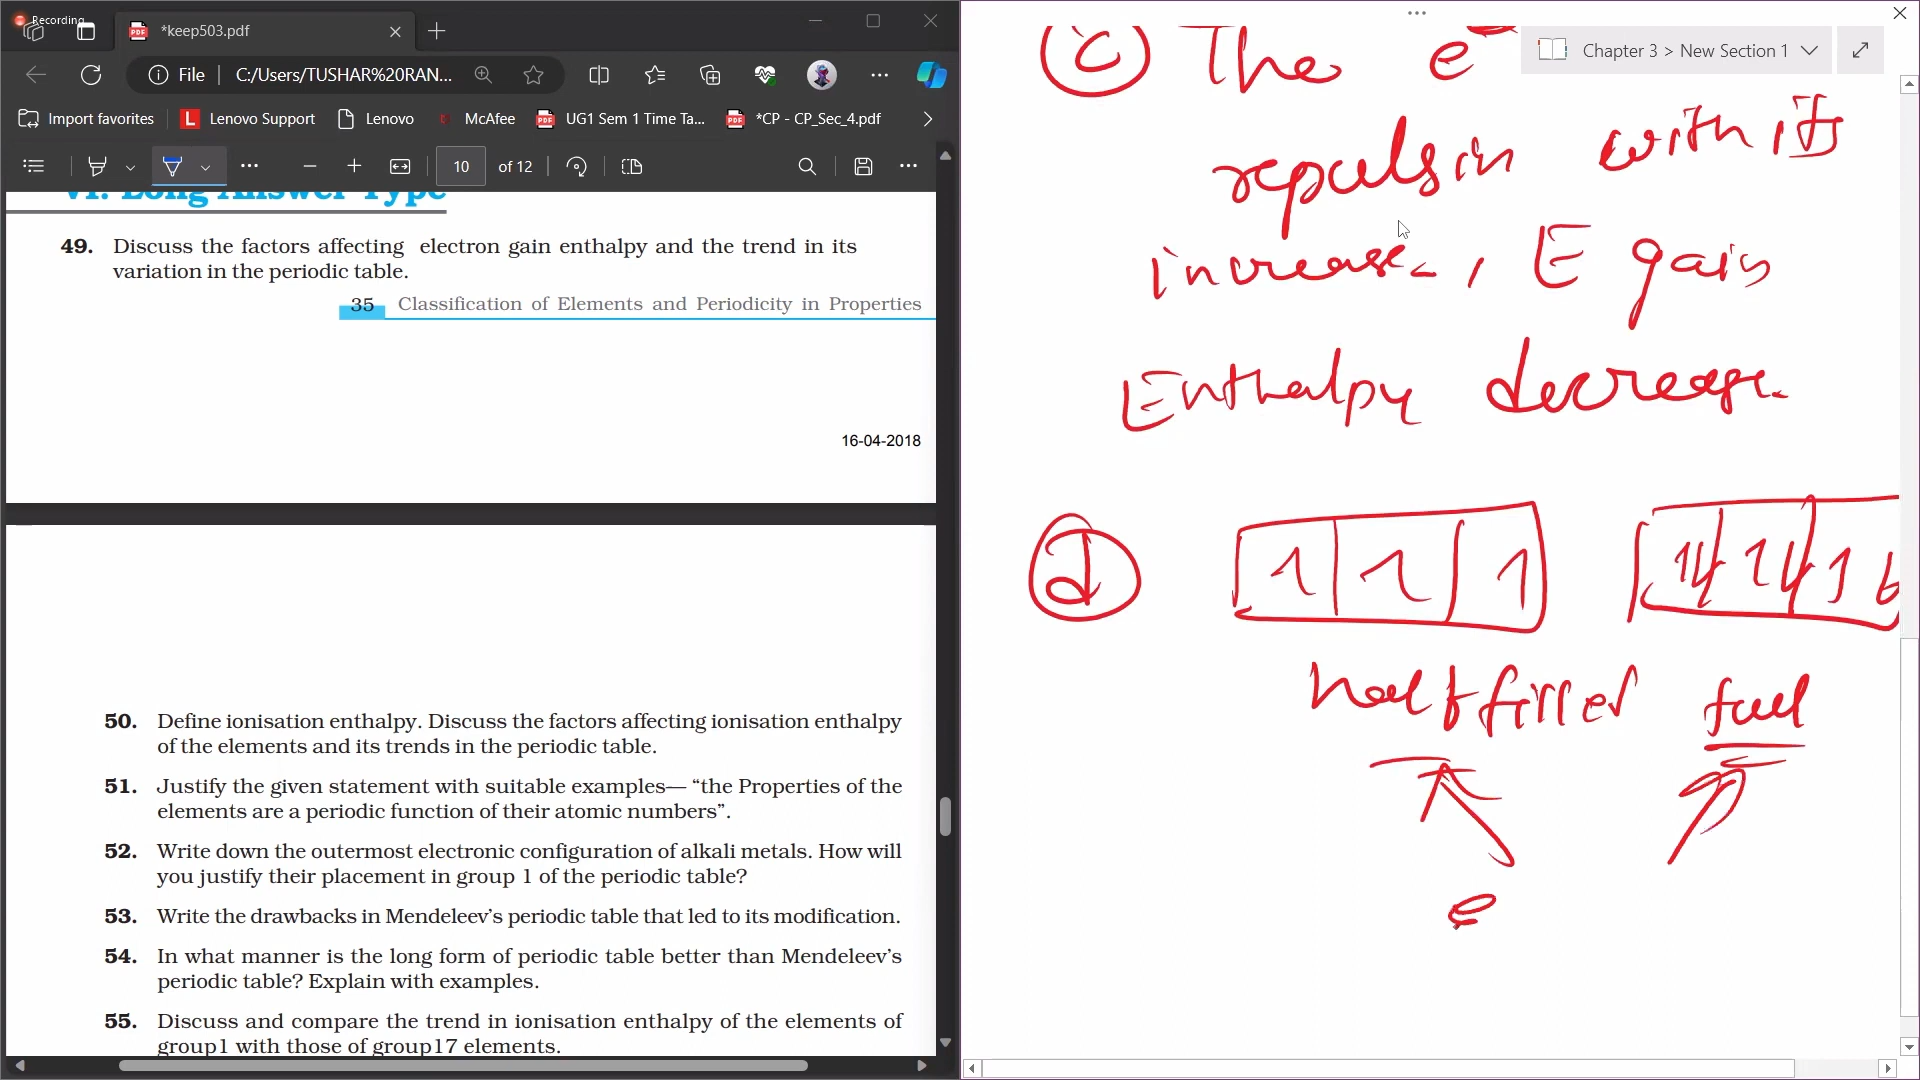 Recording
*keep503.pdf
File
C:/Users/TUSHAR%20RAN...
Import favorites
Lenovo Support
Lenovo
McAfee
UG1 Sem 1 Time Ta...
*CP - CP_Sec_4.pdf
10 of 12
VI. Long Answer Type
49. Discuss the factors affecting electron gain enthalpy and the trend in its
variation in the periodic table.
35 Classification of Elements and Periodicity in Properties
16-04-2018
50. Define ionisation enthalpy. Discuss the factors affecting ionisation enthalpy
of the elements and its trends in the periodic table.
51. Justify the given statement with suitable examples— “the Properties of the
elements are a periodic function of their atomic numbers”.
52. Write down the outermost electronic configuration of alkali metals. How will
you justify their placement in group 1 of the periodic table?
53. Write the drawbacks in Mendeleev’s periodic table that led to its modification.
54. In what manner is the long form of periodic table better than Mendeleev’s
periodic table? Explain with examples.
55. Discuss and compare the trend in ionisation enthalpy of the elements of
group1 with those of group17 elements.
Chapter 3 > New Section 1
C The e-
repulsin with its
increase, E gain
Enthalpy decrease.
d 1 1 1
half filled full
e